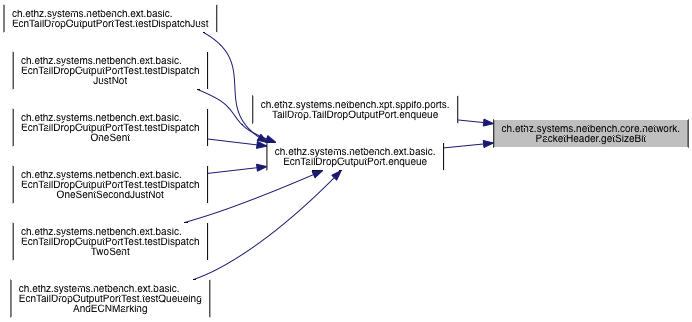 ch.ethz.systems.netbench.ext.basic.
EcnTailDropOutputPortTest.testDispatchJust
ch.ethz.systems.netbench.ext.basic.
EcnTailDropOutputPortTest.testDispatch
JustNot
ch.ethz.systems.netbench.ext.basic.
EcnTailDropOutputPortTest.testDispatch
OneSent
ch.ethz.systems.netbench.ext.basic.
EcnTailDropOutputPortTest.testDispatch
OneSentSecondJustNot
ch.ethz.systems.netbench.ext.basic.
EcnTailDropOutputPortTest.testDispatch
TwoSent
ch.ethz.systems.netbench.ext.basic.
EcnTailDropOutputPortTest.testQueueing
AndECNMarking
ch.ethz.systems.netbench.xpt.sppifo.ports.
TailDrop.TailDropOutputPort.enqueue
ch.ethz.systems.netbench.ext.basic.
EcnTailDropOutputPort.enqueue
ch.ethz.systems.netbench.core.network.
PacketHeader.getSizeBit